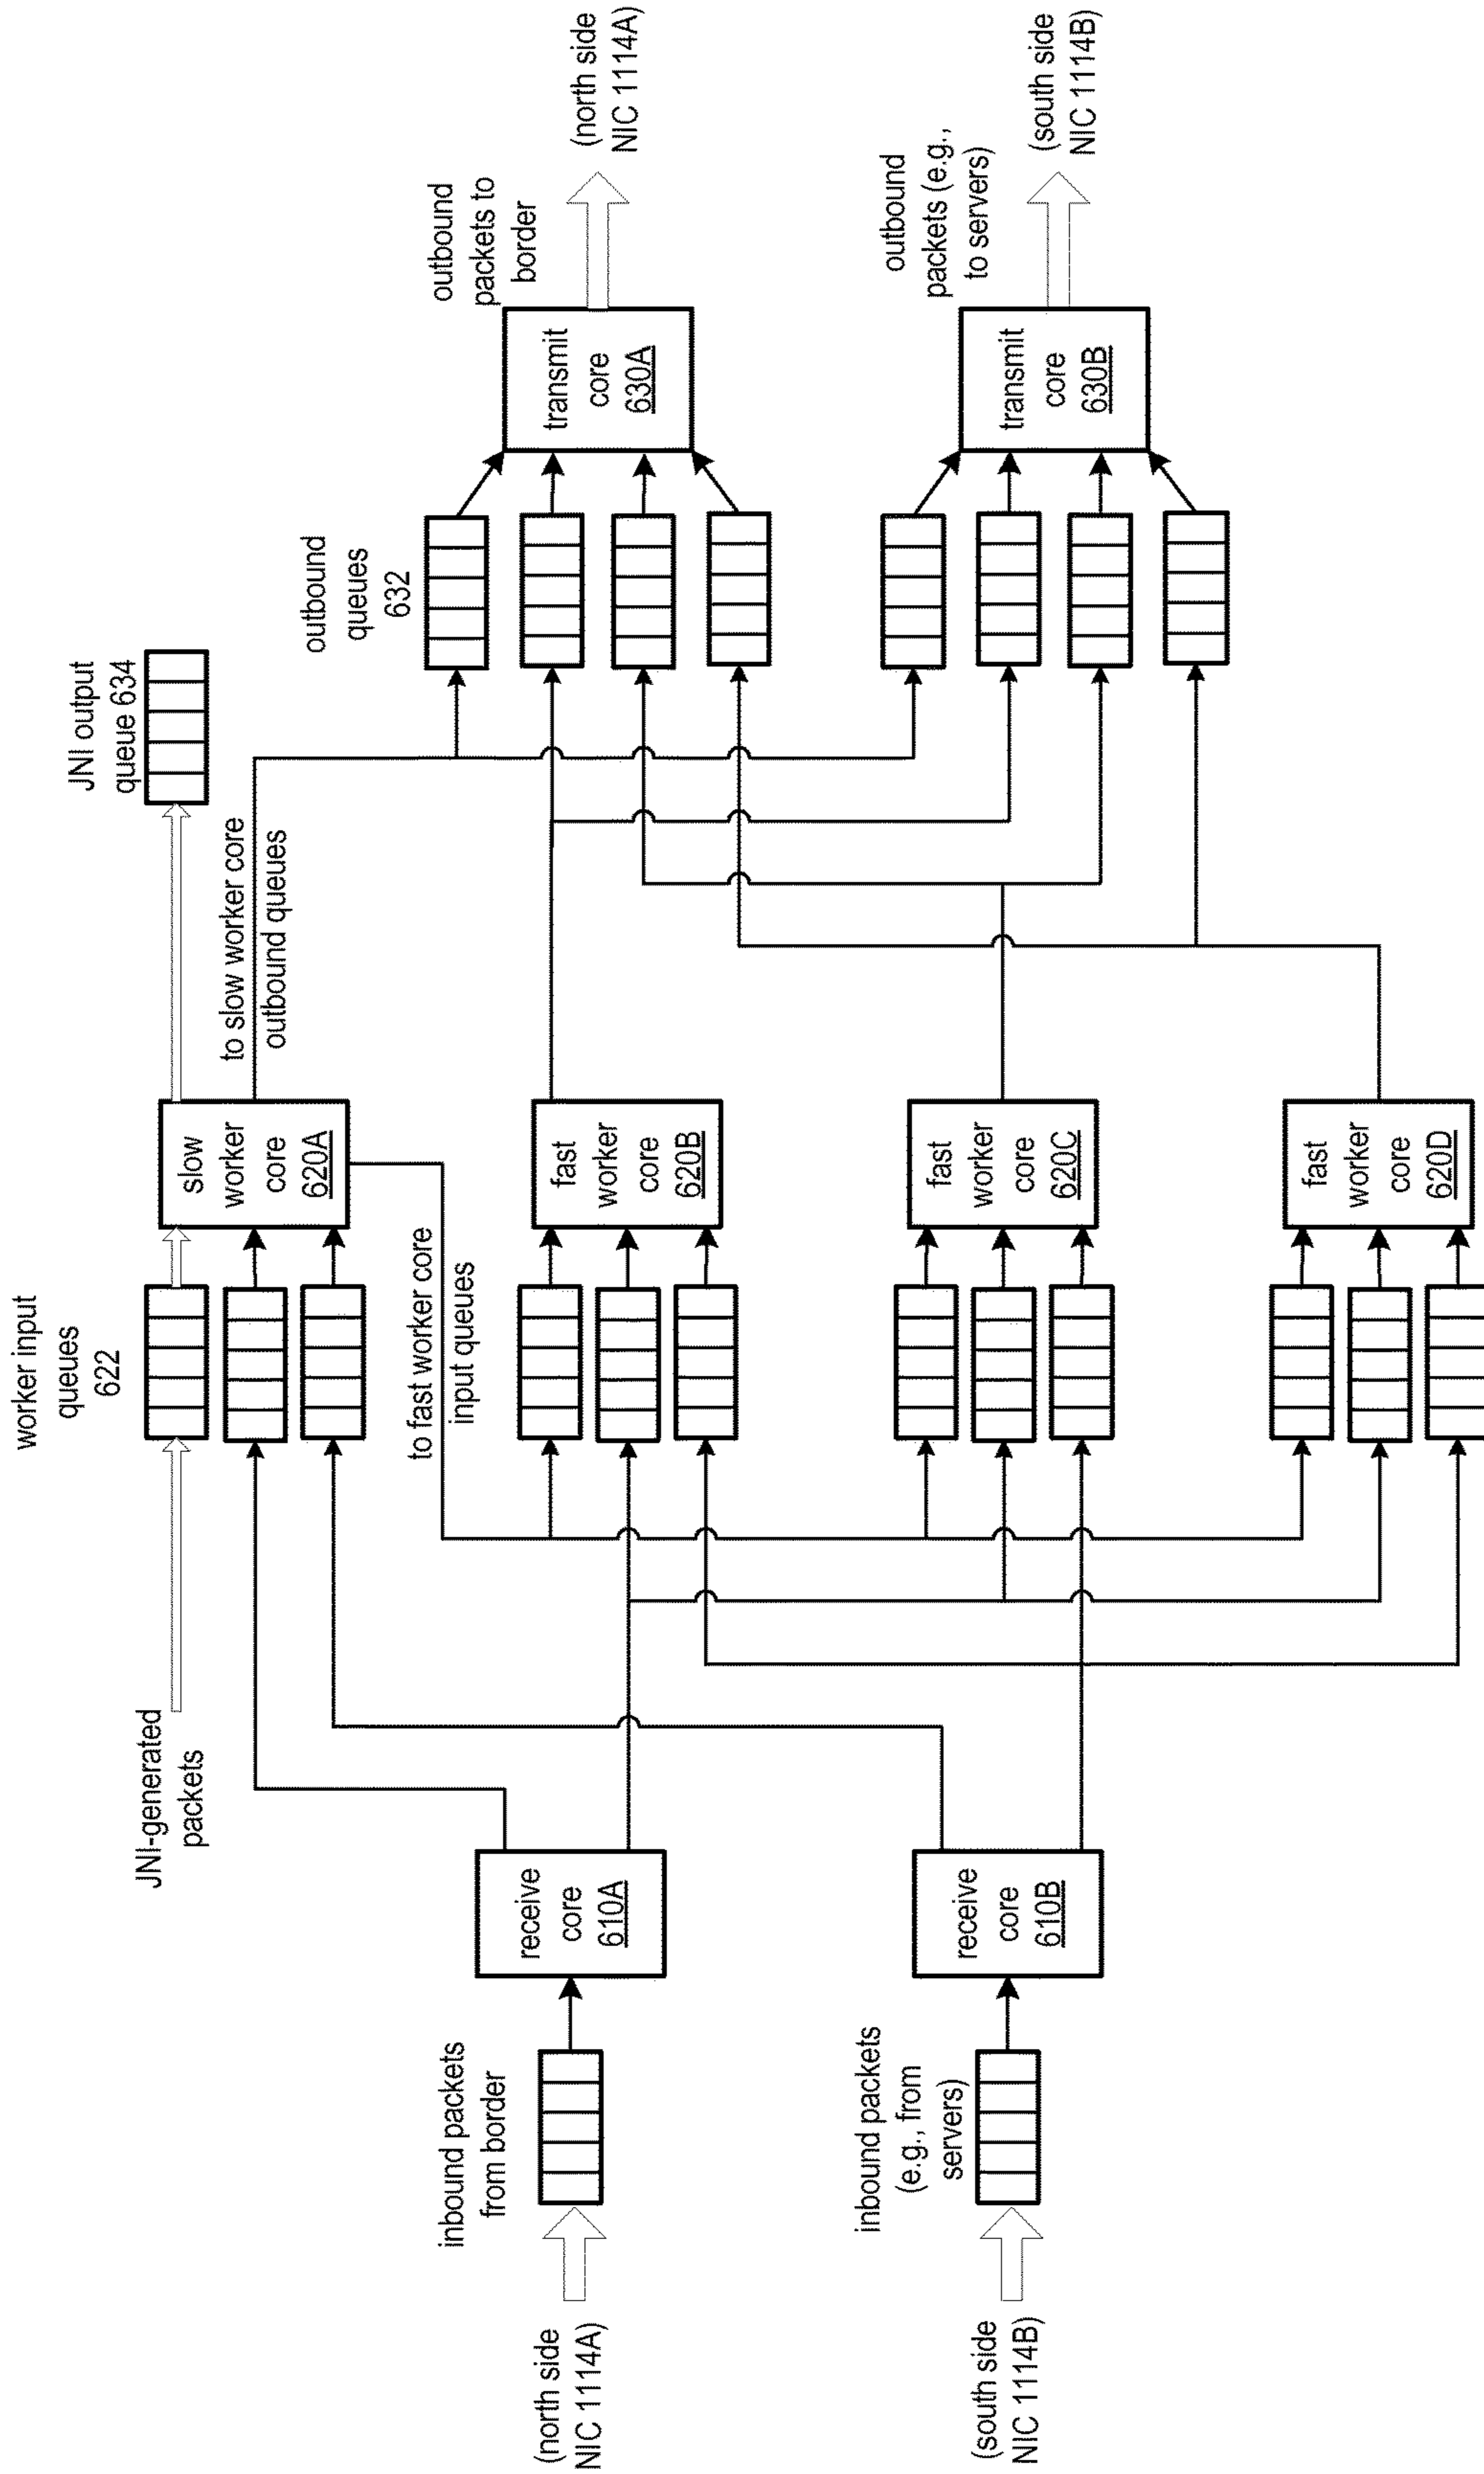 (north side
NIC 1114A)
inbound packets
from border
receive
core
610A
(south side
NIC 1114B)
inbound packets
(e.g., from
servers)
receive
core
610B
JNI-generated
packets
worker input
queues
622
to fast worker core
input queues
slow
worker
core
620A
fast
worker
core
620B
fast
worker
core
620C
fast
worker
core
620D
to slow worker core
outbound queues
JNI output
queue 634
outbound
queues
632
transmit
core
630A
outbound
packets to
border
(north side
NIC 1114A)
transmit
core
630B
outbound
packets (e.g.,
to servers)
(south side
NIC 1114B)